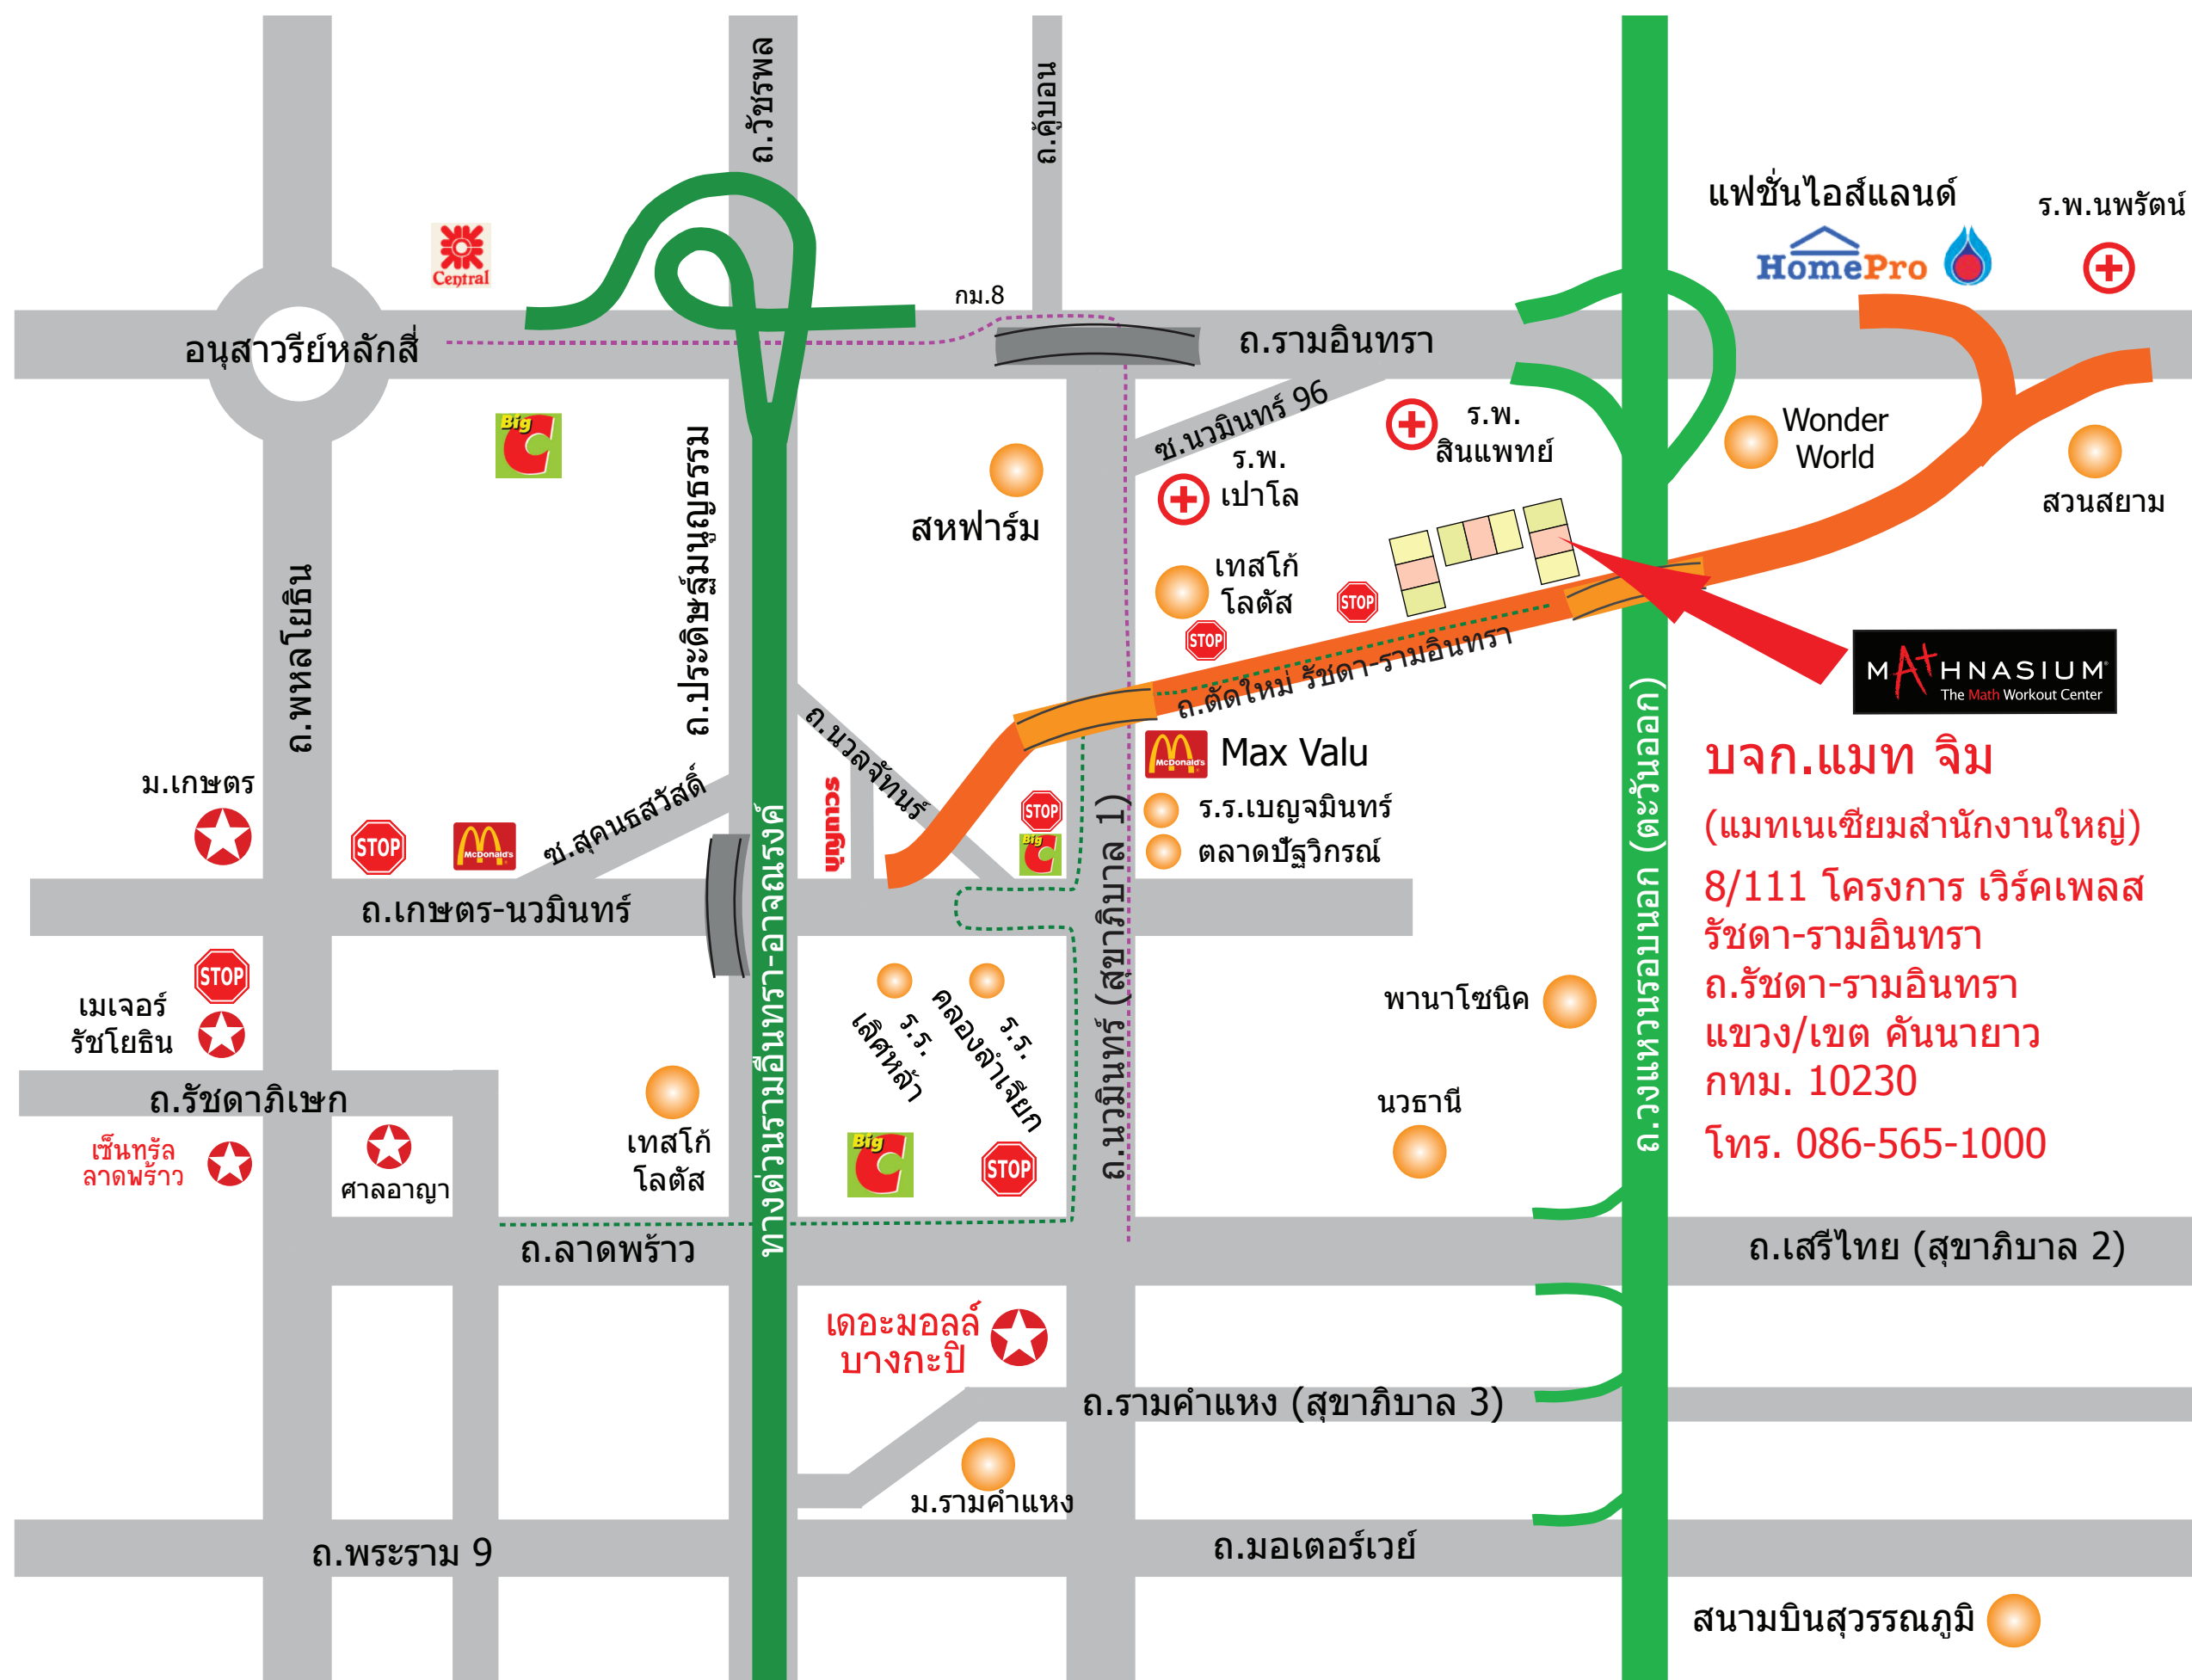 ถ.วัชรพล
ถ.คู้บอน
แฟชั่นไอส์แลนด์
HomePro
ร.พ.นพรัตน์
Central
กม.8
อนุสาวรีย์หลักสี่
ถ.รามอินทรา
ซ.นวมินทร์ 96
Big C
ถ.ประดิษฐ์มนูญธรรม
สหฟาร์ม
ร.พ.
เปาโล
ร.พ.
สินแพทย์
Wonder
World
สวนสยาม
ถ.พหลโยธิน
เทสโก้
โลตัส
STOP
STOP
ถ.ตัดใหม่ รัชดา-รามอินทรา
MATHNASIUM
The Math Workout Center
บจก.แมท จิม
(แมทเนเซียมสำนักงานใหญ่)
8/111 โครงการ เวิร์คเพลส
รัชดา-รามอินทรา
ถ.รัชดา-รามอินทรา
แขวง/เขต คันนายาว
กทม. 10230
โทร. 086-565-1000
ถ.นวลจันทร์
McDonald's
Max Valu
ร.ร.เบญจมินทร์
ตลาดปัฐวิกรณ์
ม.เกษตร
STOP
McDonald's
ซ.สุคนธสวัสดิ์
STOP
Big C
ถ.เกษตร-นวมินทร์
ทางด่วนรามอินทรา-อาจณรงค์
ถ.นวมินทร์ (สุขาภิบาล 1)
ถ.วงแหวนรอบนอก (ตะวันออก)
STOP
เมเจอร์
รัชโยธิน
ร.ร.
เลิศหล้า
ร.ร.
คลองลำเจียก
พานาโซนิค
ถ.รัชดาภิเษก
เซ็นทรัล
ลาดพร้าว
ศาลอาญา
เทสโก้
โลตัส
Big C
STOP
นวธานี
ถ.ลาดพร้าว
ถ.เสรีไทย (สุขาภิบาล 2)
เดอะมอลล์
บางกะปิ
ถ.รามคำแหง (สุขาภิบาล 3)
ม.รามคำแหง
ถ.พระราม 9
ถ.มอเตอร์เวย์
สนามบินสุวรรณภูมิ